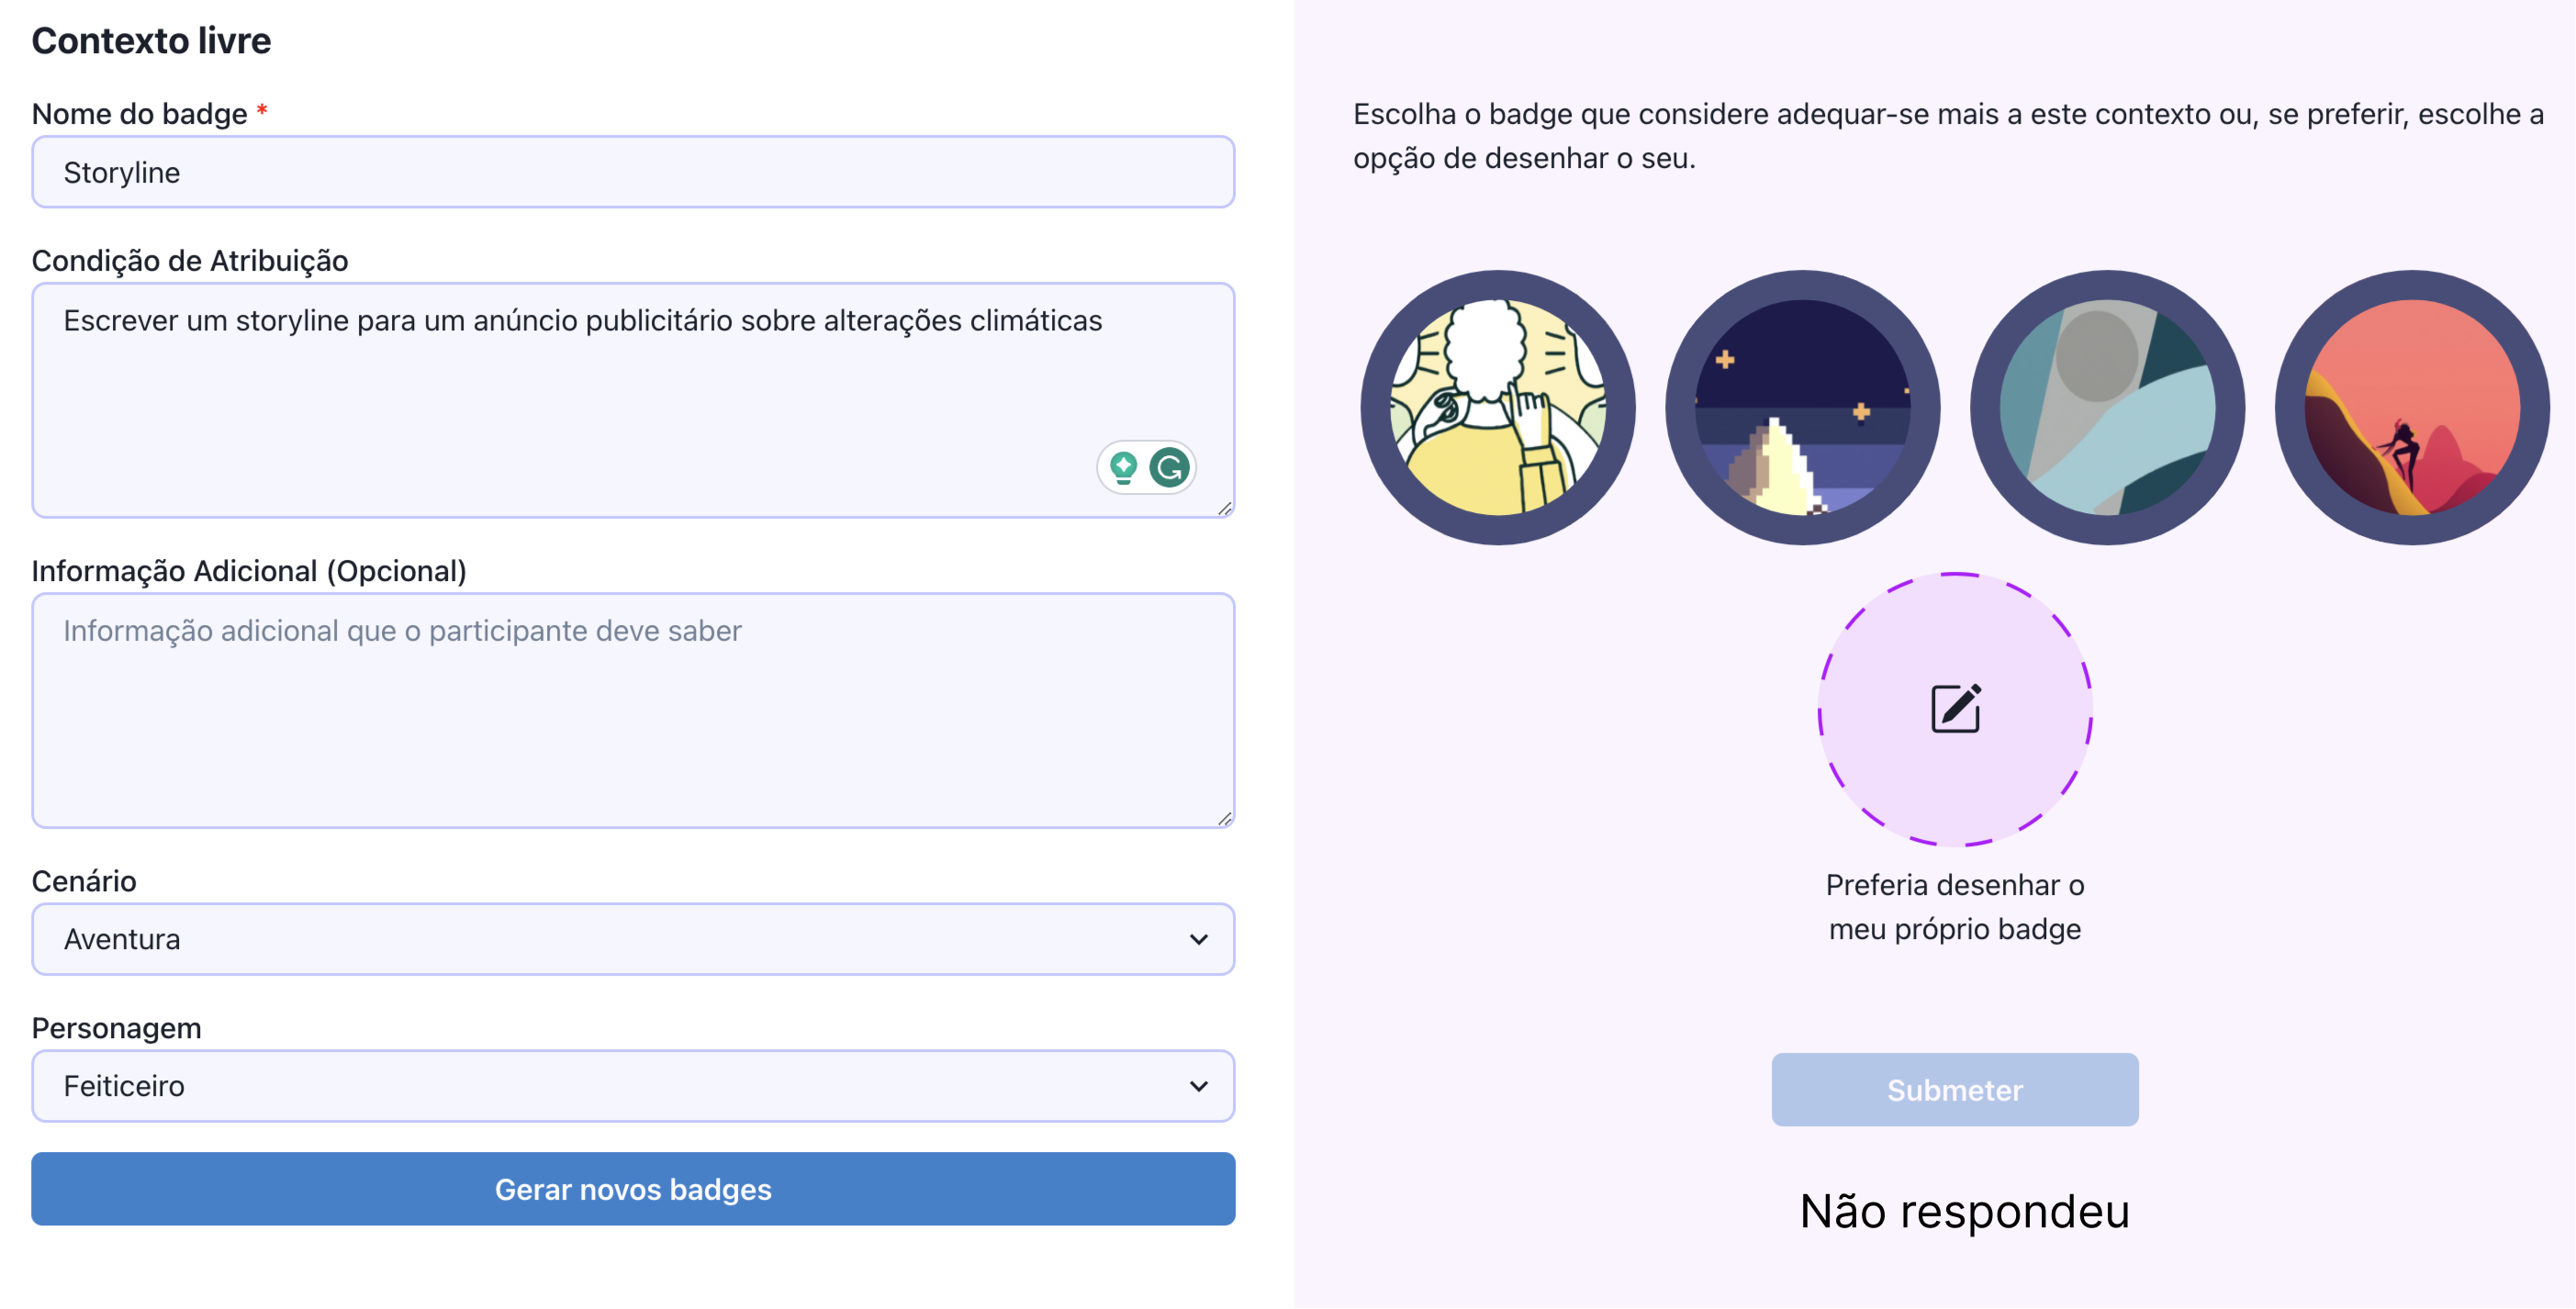 Contexto livre
Nome do badge *
Storyline
Condição de Atribuição
Escrever um storyline para um anúncio publicitário sobre alterações climáticas
Informação Adicional (Opcional)
Informação adicional que o participante deve saber
Cenário
Aventura
Personagem
Feiticeiro
Gerar novos badges
Escolha o badge que considere adequar-se mais a este contexto ou, se preferir, escolhe a
opção de desenhar o seu.
Preferia desenhar o
meu próprio badge
Submeter
Não respondeu